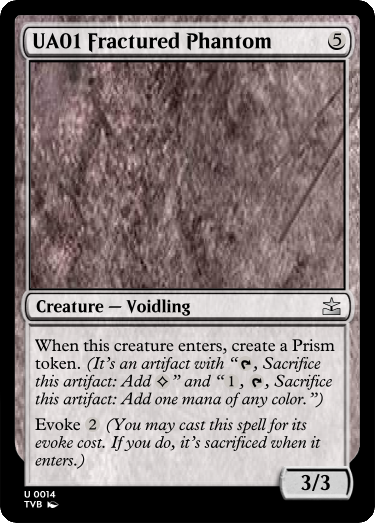 UA01 Fractured Phantom 5
Creature — Voidling
When this creature enters, create a Prism
token. (It's an artifact with “, Sacrifice
this artifact: Add ” and “1 , , Sacrifice
this artifact: Add one mana of any color.”)
Evoke 2 (You may cast this spell for its
evoke cost. If you do, it's sacrificed when it
enters.)
3/3
U 0014
TVB